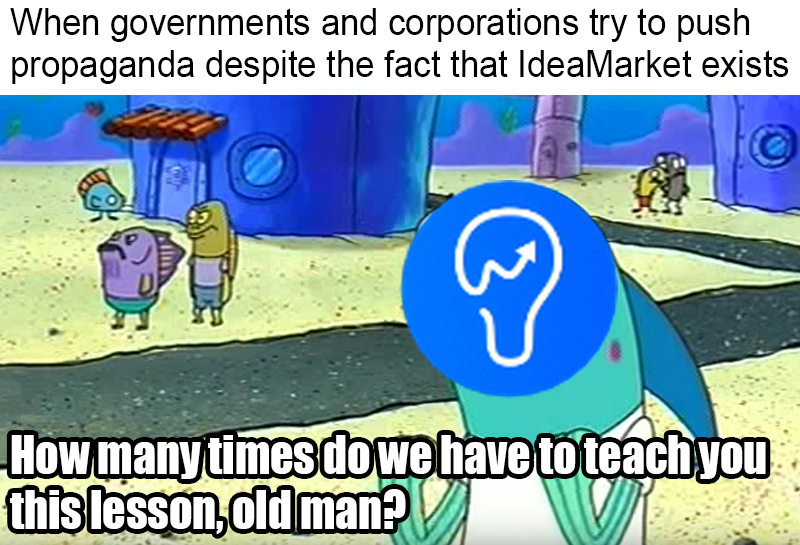 When governments and corporations try to push
propaganda despite the fact that IdeaMarket exists
How many times do we have to teach you
this lesson, old man?